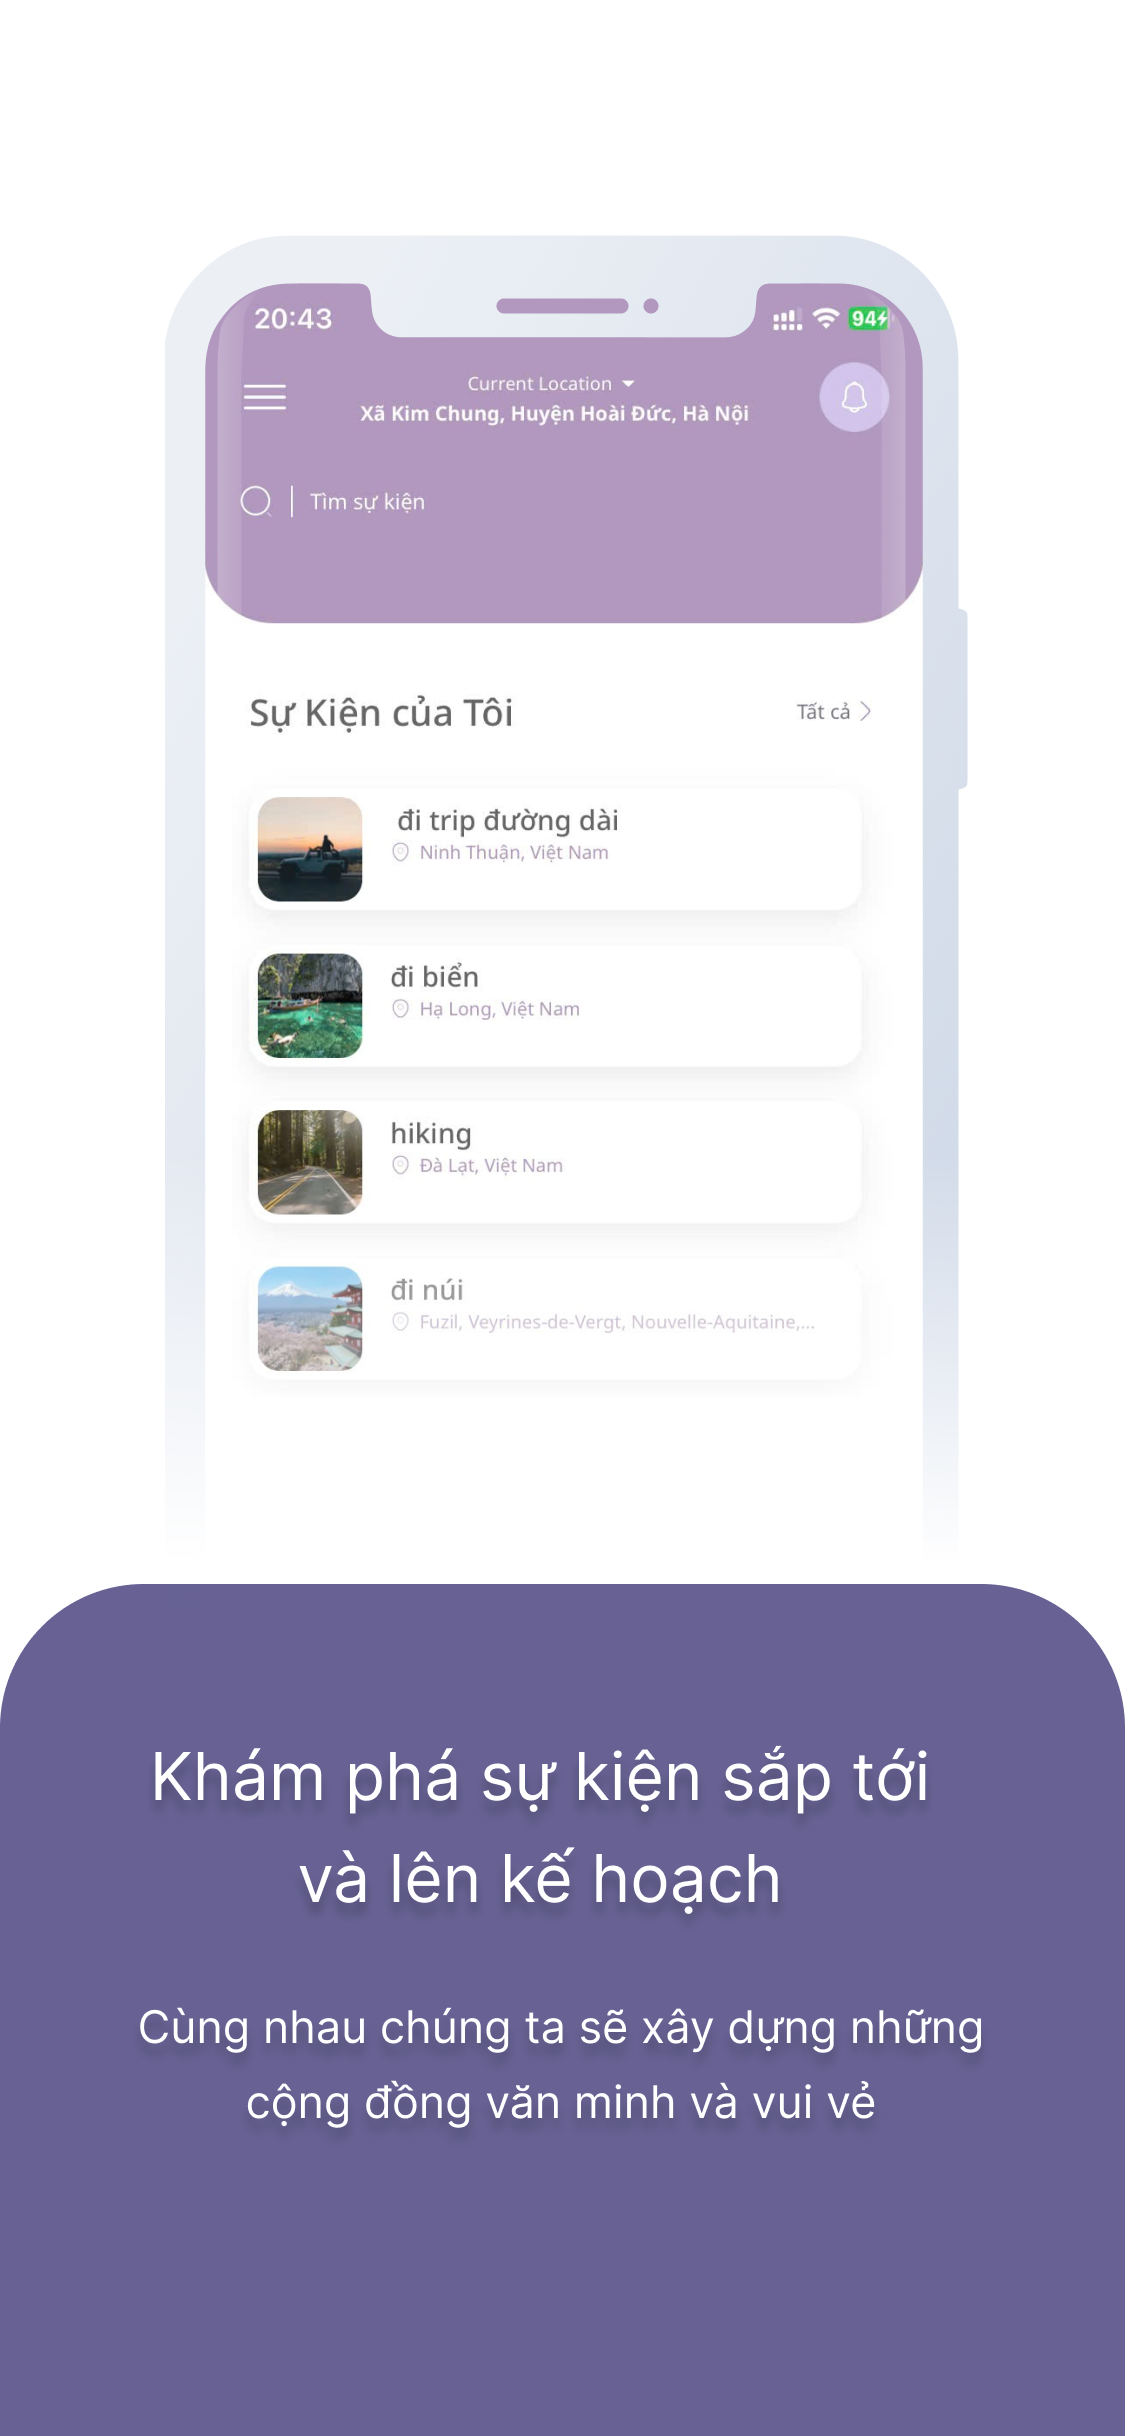 20:43
94
Current Location
Xã Kim Chung, Huyện Hoài Đức, Hà Nội
Tìm sự kiện
Sự Kiện của Tôi
Tất cả
đi trip đường dài
Ninh Thuận, Việt Nam
đi biển
Hạ Long, Việt Nam
hiking
Đà Lạt, Việt Nam
đi núi
Fuzil, Veyrines-de-Vergt, Nouvelle-Aquitaine,...
Khám phá sự kiện sắp tới
và lên kế hoạch
Cùng nhau chúng ta sẽ xây dựng những
cộng đồng văn minh và vui vẻ